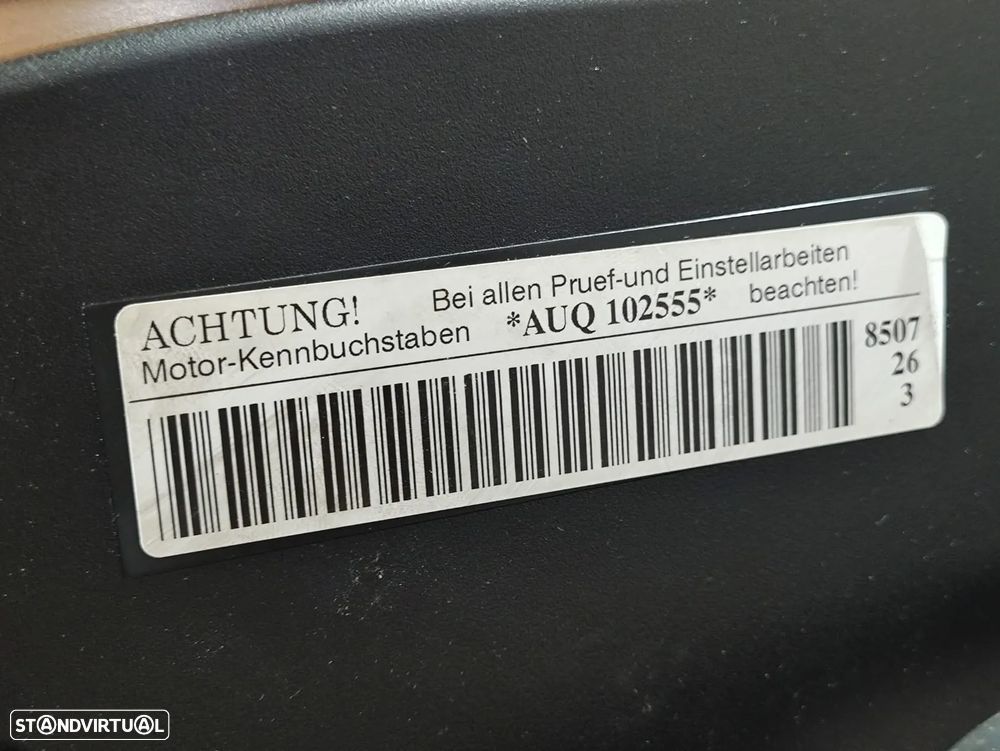 ACHTUNG! Bei allen Pruef-und Einstellarbeiten
Motor-Kennbuchstaben *AUQ 102555* beachten!
8507
26
3
STANDVIRTUAL